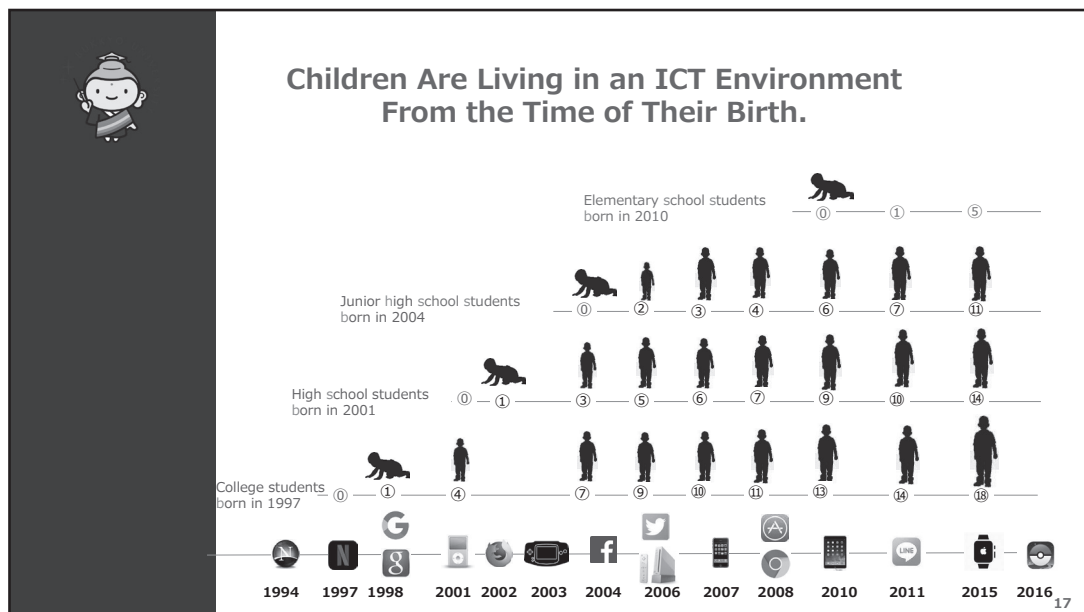 Children Are Living in an ICT Environment
From the Time of Their Birth.
Elementary school students
born in 2010
⓪ ① ⑤
Junior high school students
born in 2004
⓪ ② ③ ④ ⑥ ⑦ ⑪
High school students
born in 2001
⓪ ① ③ ⑤ ⑥ ⑦ ⑨ ⑩ ⑭
College students
born in 1997
⓪ ① ④ ⑦ ⑨ ⑩ ⑪ ⑬ ⑭ ⑱
G
N N g LINE
1994 1997 1998 2001 2002 2003 2004 2006 2007 2008 2010 2011 2015 2016
17